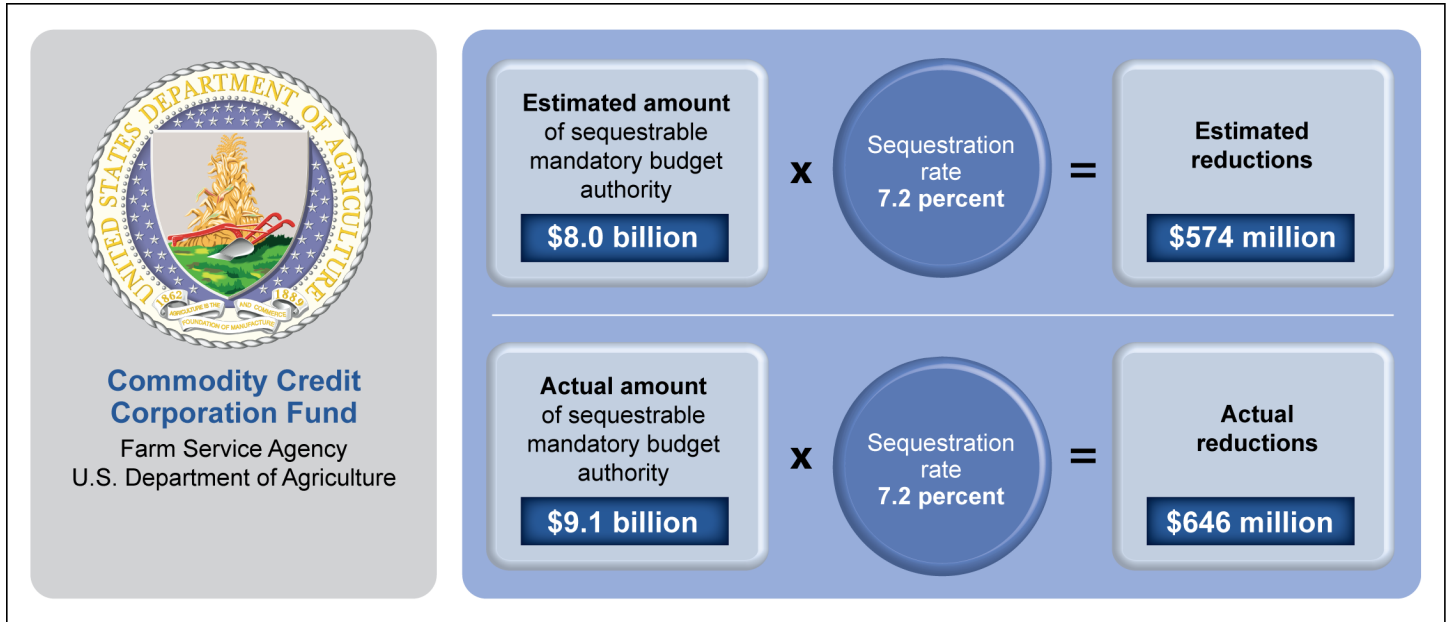 UNITED STATES DEPARTMENT OF AGRICULTURE
1862
1889
AGRICULTURE IS THE
AND COMMERCE
FOUNDATION OF MANUFACTURE
Commodity Credit
Corporation Fund
Farm Service Agency
U.S. Department of Agriculture
Estimated amount
of sequestrable
mandatory budget
authority
$8.0 billion
x
Sequestration
rate
7.2 percent
=
Estimated
reductions
$574 million
Actual amount
of sequestrable
mandatory budget
authority
$9.1 billion
x
Sequestration
rate
7.2 percent
=
Actual
reductions
$646 million